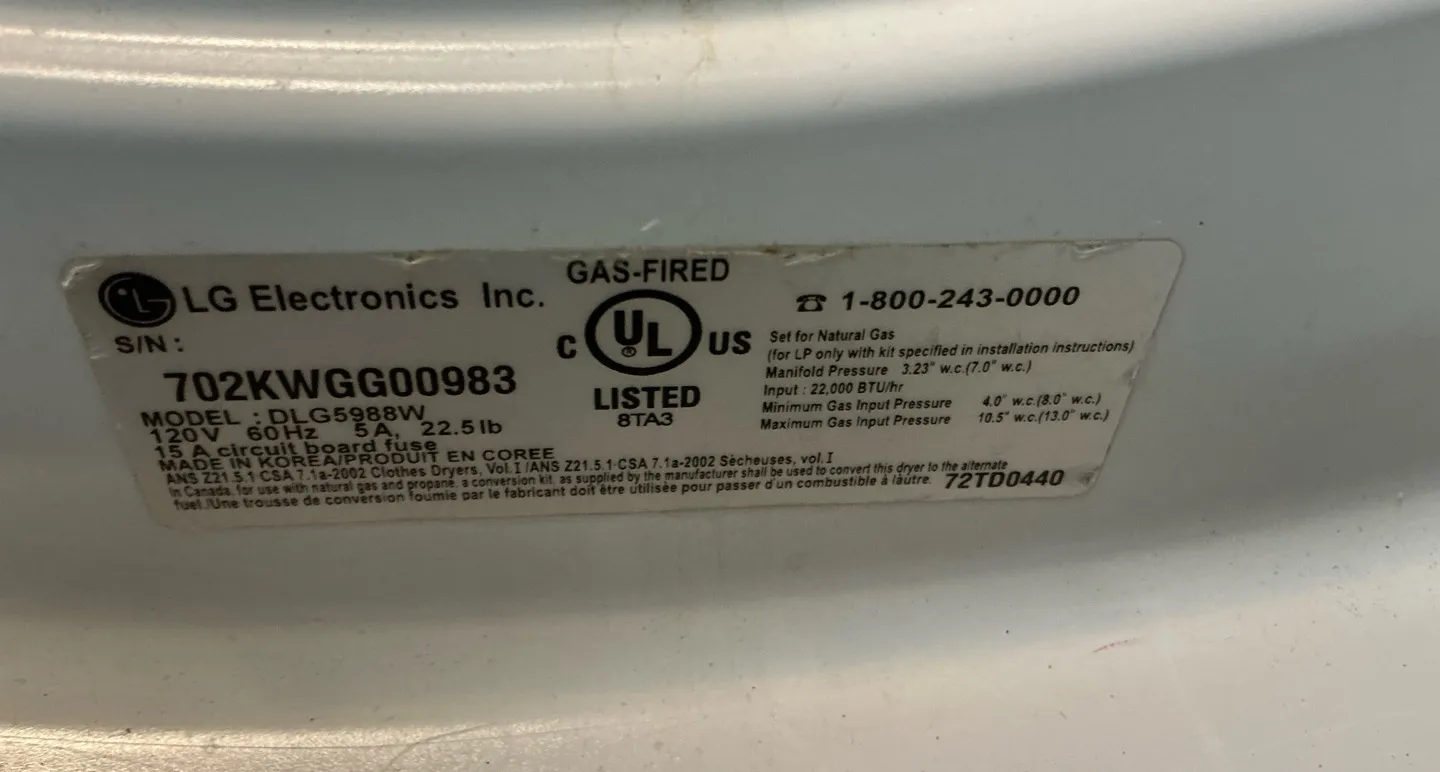 LG Electronics Inc.
S/N :
702KWGG00983
MODEL : DLG5988W
120V 60Hz 5A, 22.5lb
15 A circuit board fuse
MADE IN KOREA/PRODUIT EN COREE
GAS-FIRED
C UL US
®
LISTED
8TA3
☎ 1-800-243-0000
Set for Natural Gas
(for LP only with kit specified in installation instructions)
Manifold Pressure 3.23" w.c.(7.0" w.c.)
Input : 22,000 BTU/hr
Minimum Gas Input Pressure 4.0" w.c.(8.0" w.c.)
Maximum Gas Input Pressure 10.5" w.c.(13.0" w.c.)
ANS Z21.5.1 CSA 7.1a-2002 Clothes Dryers, Vol.I /ANS Z21.5.1 CSA 7.1a-2002 Sècheuses, vol.I
In Canada, for use with natural gas and propane, a conversion kit, as supplied by the manufacturer shall be used to convert this dryer to the alternate
fuel./Une trousse de conversion foumie par le fabricant doit être utilisée pour passer d'un combustible à láutre.
72TD0440